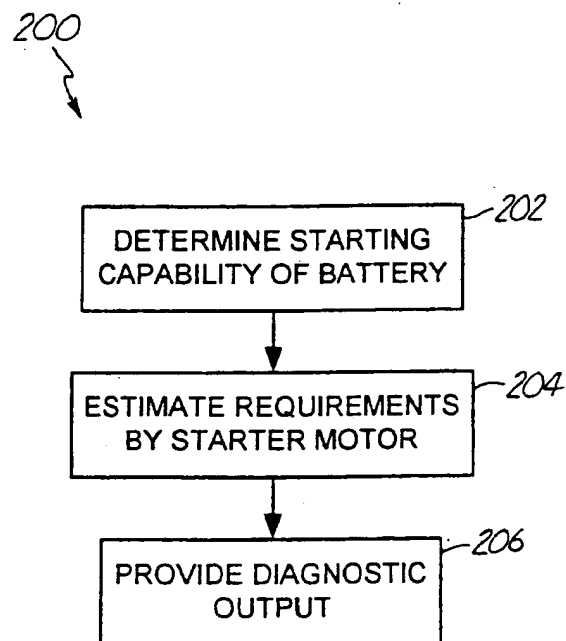 200
202
DETERMINE STARTING
CAPABILITY OF BATTERY
204
ESTIMATE REQUIREMENTS
BY STARTER MOTOR
206
PROVIDE DIAGNOSTIC
OUTPUT